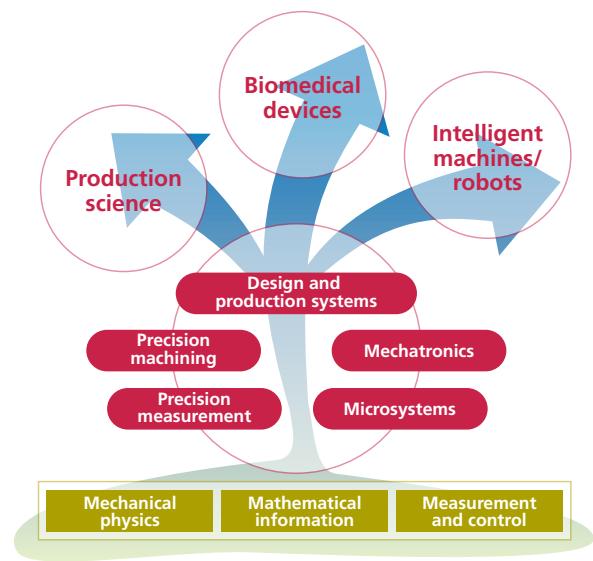 Biomedical
devices
Intelligent
machines/
robots
Production
science
Design and
production systems
Precision
machining
Mechatronics
Precision
measurement
Microsystems
Mechanical
physics
Mathematical
information
Measurement
and control